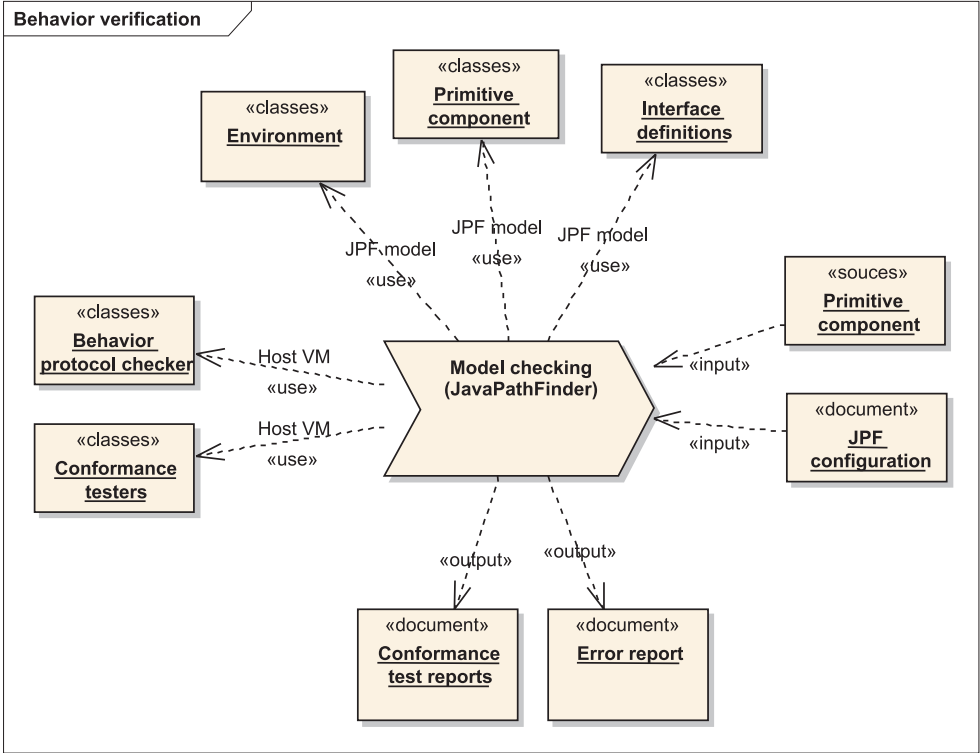 Behavior verification
«classes»
Environment
«classes»
Primitive
component
«classes»
Interface
definitions
JPF model
«use»
JPF model
«use»
JPF model
«use»
«souces»
Primitive
component
«input»
«classes»
Behavior
protocol checker
Host VM
«use»
Model checking
(JavaPathFinder)
«document»
JPF
configuration
«input»
«classes»
Conformance
testers
Host VM
«use»
«output»
«output»
«document»
Conformance
test reports
«document»
Error report